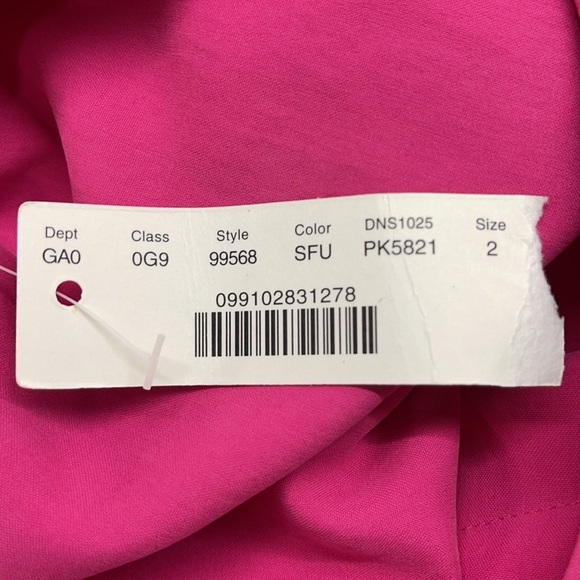 Dept Class Style Color DNS1025 Size
GA0 0G9 99568 SFU PK5821 2
099102831278